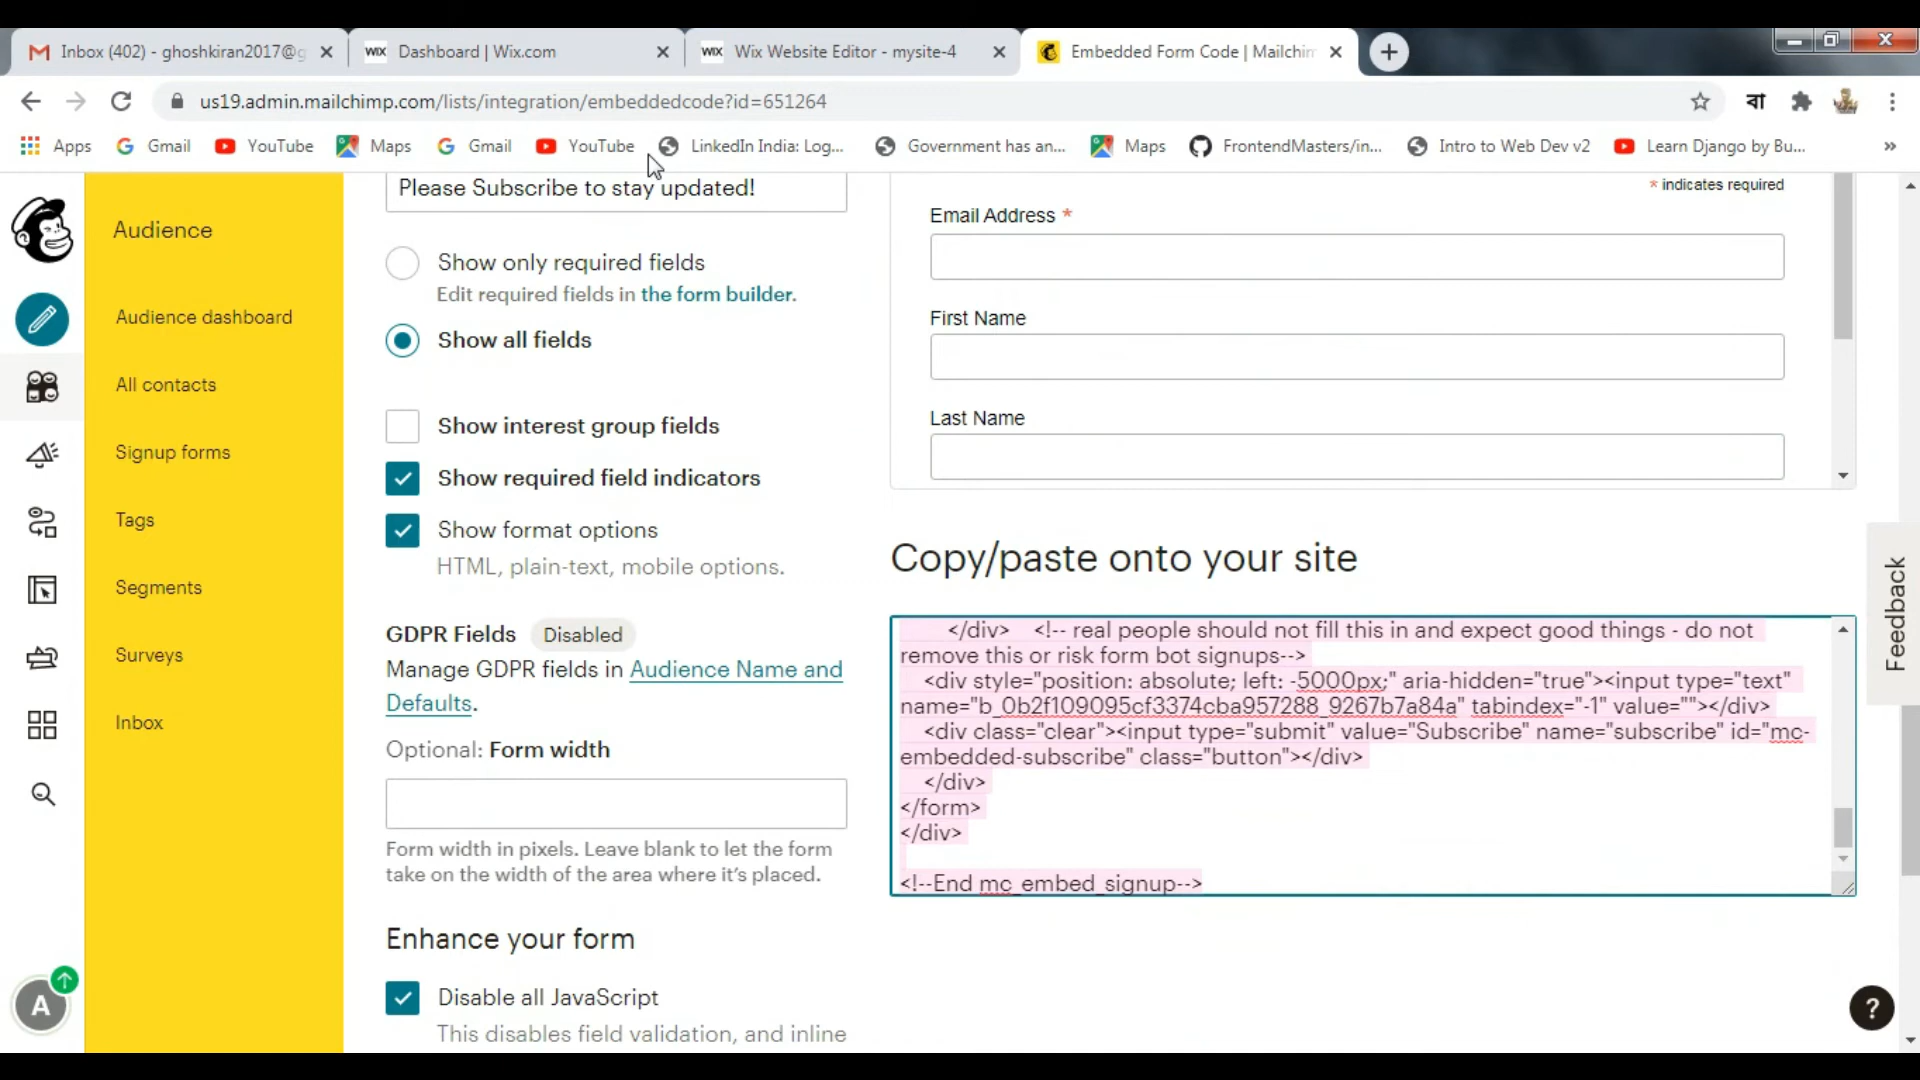 Inbox (402) - ghoshkiran2017@g
WIX Dashboard | Wix.com
WIX Wix Website Editor - mysite-4
Embedded Form Code | Mailchim
us19.admin.mailchimp.com/lists/integration/embeddedcode?id=651264
বা
Apps
Gmail
YouTube
Maps
Gmail
YouTube
LinkedIn India: Log...
Government has an...
Maps
FrontendMasters/in...
Intro to Web Dev v2
Learn Django by Bu...
»
Audience
Audience dashboard
All contacts
Signup forms
Tags
Segments
Surveys
Inbox
A
Please Subscribe to stay updated!
Show only required fields
Edit required fields in the form builder.
Show all fields
Show interest group fields
Show required field indicators
Show format options
HTML, plain-text, mobile options.
GDPR Fields Disabled
Manage GDPR fields in Audience Name and
Defaults.
Optional: Form width
Form width in pixels. Leave blank to let the form
take on the width of the area where it's placed.
Enhance your form
Disable all JavaScript
This disables field validation, and inline
* indicates required
Email Address *
First Name
Last Name
Copy/paste onto your site
</div> <!-- real people should not fill this in and expect good things - do not
remove this or risk form bot signups-->
<div style="position: absolute; left: -5000px;" aria-hidden="true"><input type="text"
name="b_0b2f109095cf3374cba957288_9267b7a84a" tabindex="-1" value=""></div>
<div class="clear"><input type="submit" value="Subscribe" name="subscribe" id="mc-
embedded-subscribe" class="button"></div>
</div>
</form>
</div>
<!--End mc_embed_signup-->
Feedback
?